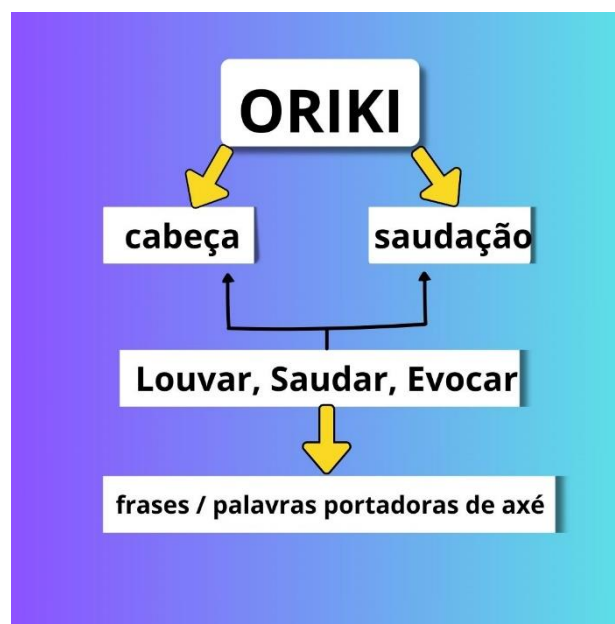 ORIKI
cabeça
saudação
Louvar, Saudar, Evocar
frases / palavras portadoras de axé